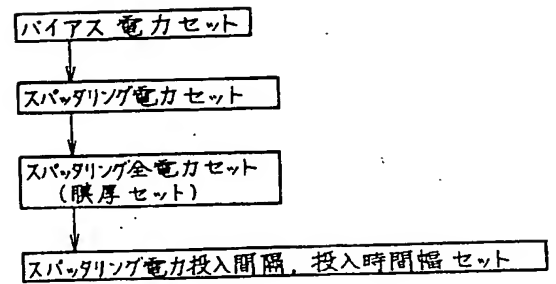 バイアス電力セット
スパッタリング電力セット
スパッタリング全電力セット
(膜厚セット)
スパッタリング電力投入間隔, 投入時間幅セット